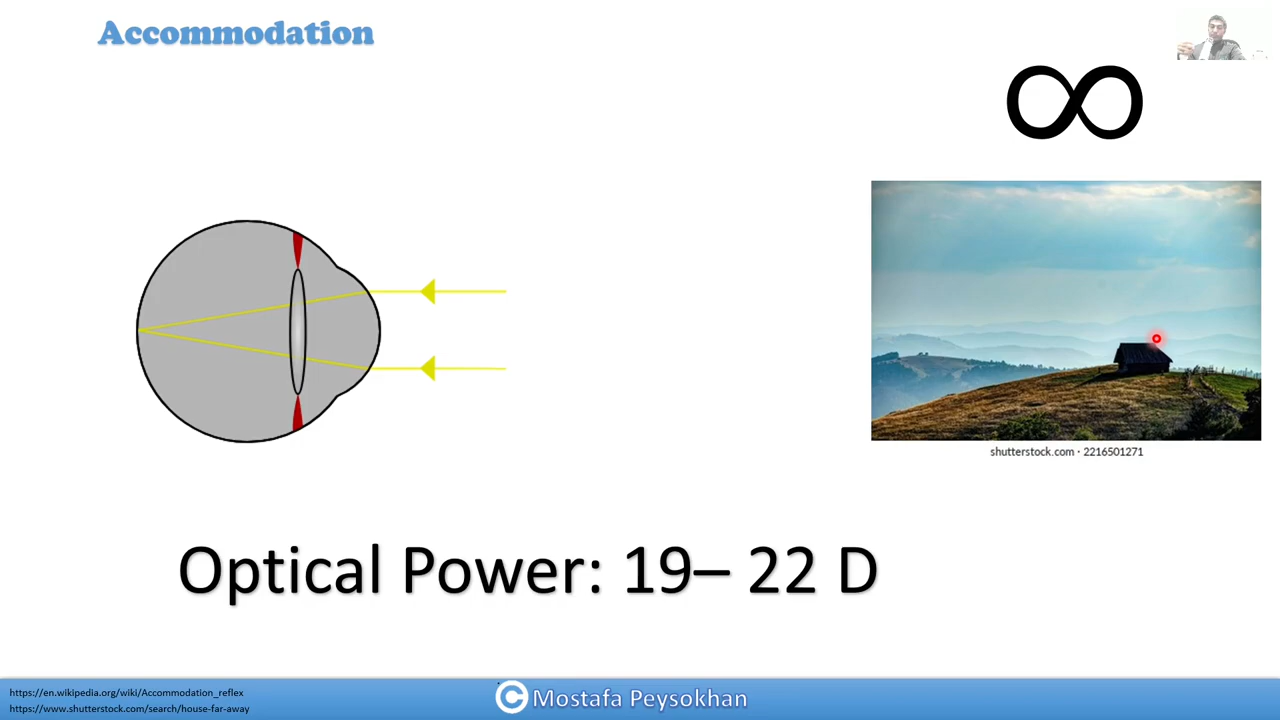 Accommodation
∞
shutterstock.com · 2216501271
Optical Power: 19– 22 D
https://en.wikipedia.org/wiki/Accommodation_reflex
https://www.shutterstock.com/search/house-far-away
© Mostafa Peysokhan